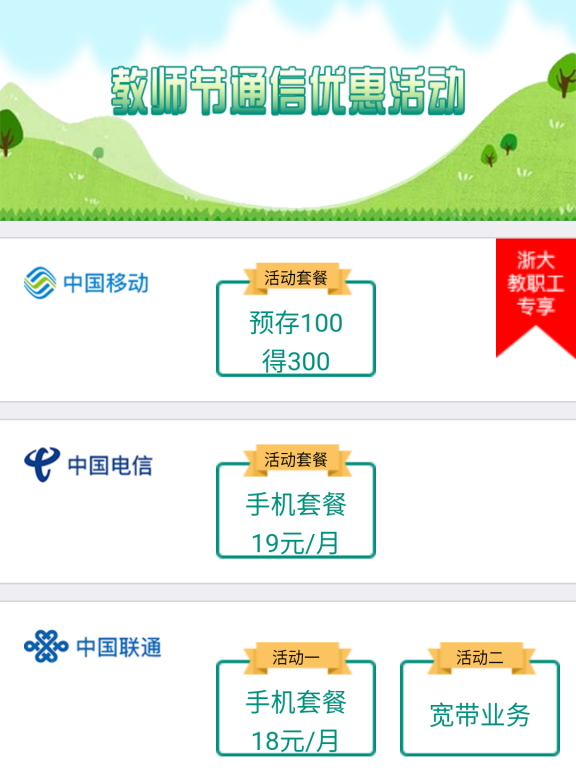 教师节通信优惠活动
浙大
教职工
专享
中国移动
活动套餐
预存100
得300
中国电信
活动套餐
手机套餐
19元/月
中国联通
活动一
手机套餐
18元/月
活动二
宽带业务